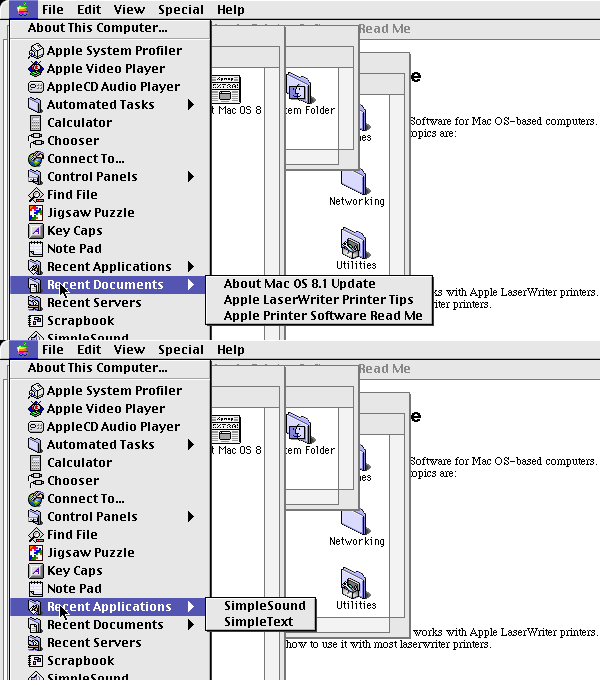 File Edit View Special Help
About This Computer...
Read Me
Apple System Profiler
Apple Video Player
e
AppleCD Audio Player
Automated Tasks
t Mac OS 8
tem Folder
Calculator
Software for Mac OS-based computers.
Chooser
nes
opics are:
Connect To...
Control Panels
Find File
Networking
Jigsaw Puzzle
Key Caps
Note Pad
Utilities
Recent Applications
Recent Documents
About Mac OS 8.1 Update
Recent Servers
Apple LaserWriter Printer Tips
ks with Apple LaserWriter printers.
Scrapbook
Apple Printer Software Read Me
rinters.
SimpleSound
File Edit View Special Help
About This Computer...
Read Me
Apple System Profiler
Apple Video Player
e
AppleCD Audio Player
Automated Tasks
t Mac OS 8
tem Folder
Calculator
Software for Mac OS-based computers.
Chooser
nes
opics are:
Connect To...
Control Panels
Find File
Networking
Jigsaw Puzzle
Key Caps
Note Pad
Utilities
Recent Applications
SimpleSound
Recent Documents
SimpleText
Recent Servers
works with Apple LaserWriter printers.
how to use it with most laserwriter printers.
Scrapbook
SimpleSound